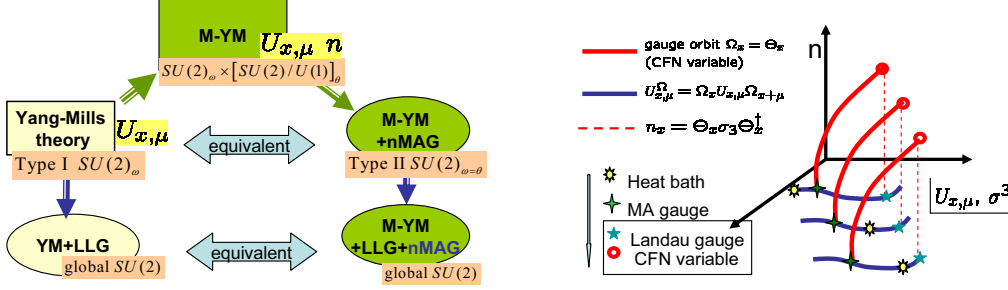 M-YM
U_{x,μ} n
SU(2)_ω × [SU(2)/U(1)]_θ
Yang-Mills
theory
U_{x,μ}
Type I SU(2)_ω
equivalent
M-YM
+nMAG
Type II SU(2)_{ω=θ}
YM+LLG
global SU(2)
equivalent
M-YM
+LLG+nMAG
global SU(2)
gauge orbit Ω_x = Θ_x
(CFN variable)
U^Ω_{x,μ} = Ω_x U_{x,μ} Ω_{x+μ}
n_x = Θ_x σ_3 Θ_x^†
Heat bath
MA gauge
Landau gauge
CFN variable
n
U_{x,μ}, σ^3